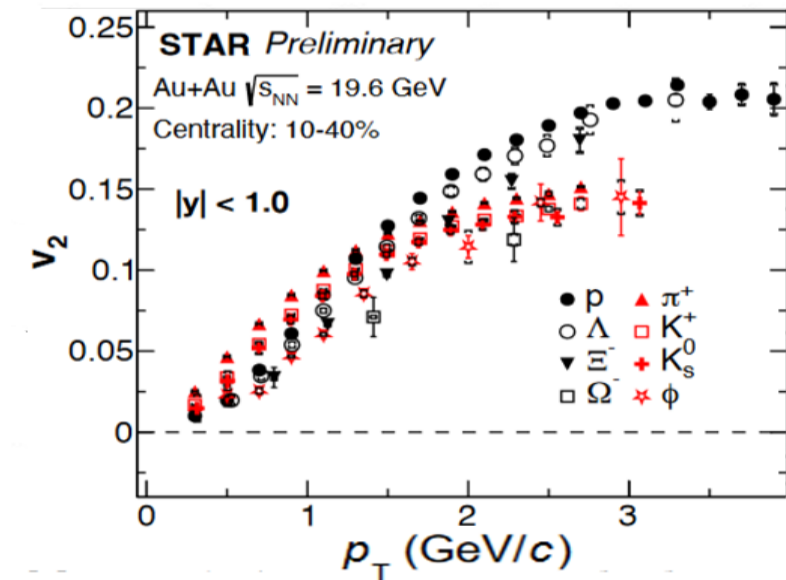 0.25
0.2
0.15
0.1
0.05
0
v₂
STAR Preliminary
Au+Au √sNN = 19.6 GeV
Centrality: 10-40%
|y| < 1.0
p π⁺
Λ K⁺
Ξ⁻ K⁰s
Ω⁻ ϕ
0 1 2 3
pT (GeV/c)